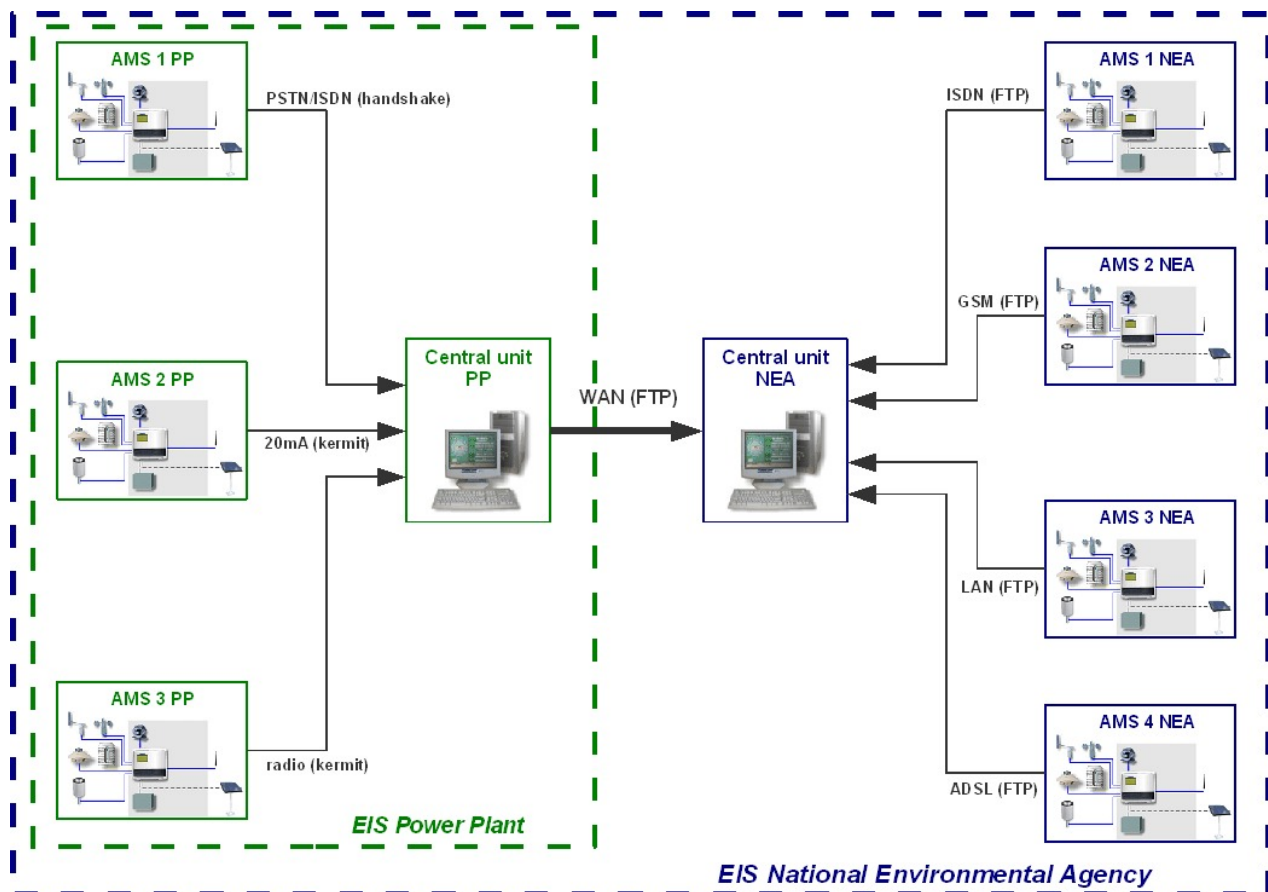 AMS 1 PP
PSTN/ISDN (handshake)
AMS 2 PP
20mA (kermit)
AMS 3 PP
radio (kermit)
Central unit
PP
EIS Power Plant
WAN (FTP)
Central unit
NEA
AMS 1 NEA
ISDN (FTP)
AMS 2 NEA
GSM (FTP)
AMS 3 NEA
LAN (FTP)
AMS 4 NEA
ADSL (FTP)
EIS National Environmental Agency